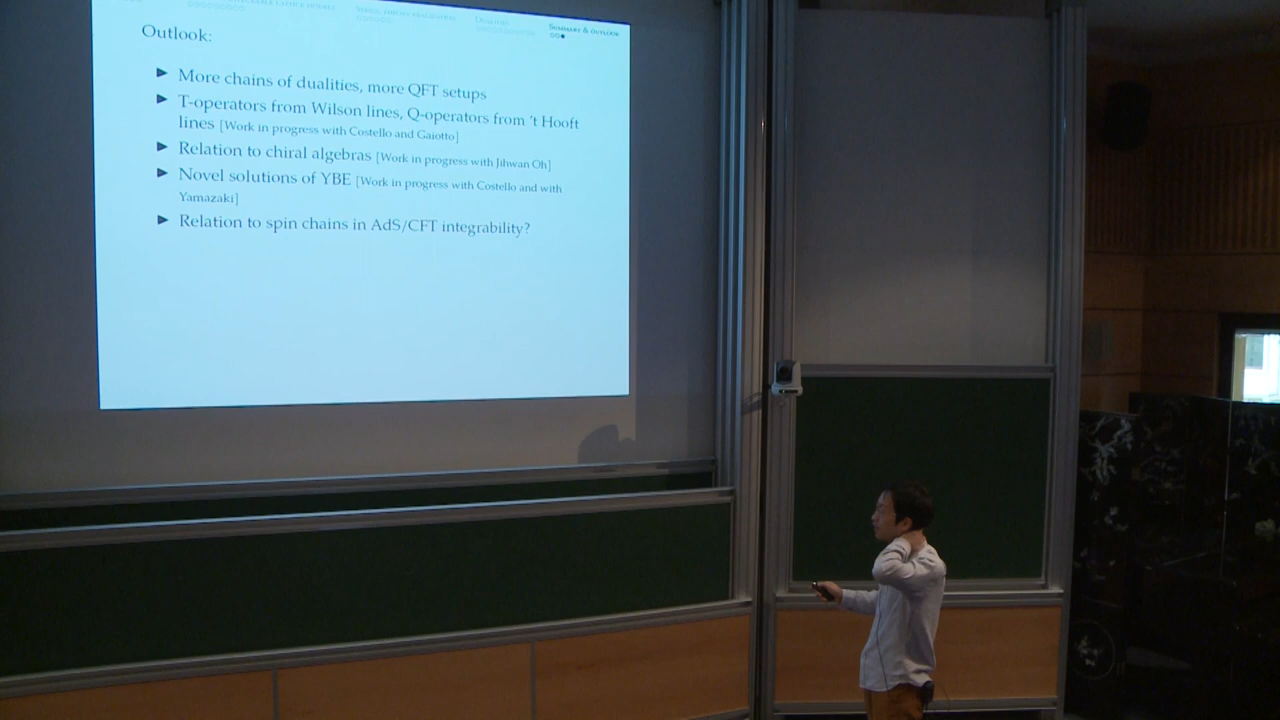 SUMMARY & OUTLOOK
Outlook:
More chains of dualities, more QFT setups
T-operators from Wilson lines, Q-operators from 't Hooft
lines [Work in progress with Costello and Gaiotto]
Relation to chiral algebras [Work in progress with Jihwan Oh]
Novel solutions of YBE [Work in progress with Costello and with
Yamazaki]
Relation to spin chains in AdS/CFT integrability?